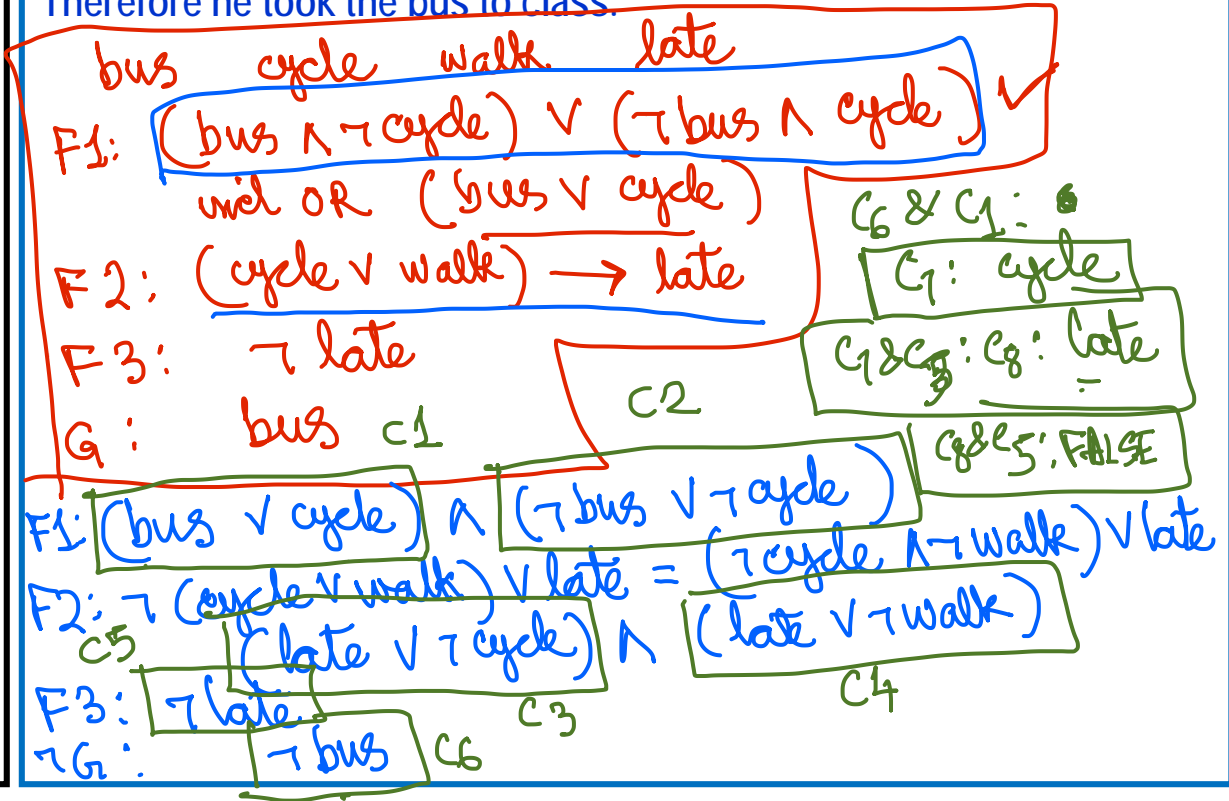 Therefore he took the bus to class.
bus cycle walk late
F1: (bus ∧ ¬ cycle) ∨ (¬ bus ∧ cycle) ✓
incl OR (bus ∨ cycle)
F2: (cycle ∨ walk) → late
F3: ¬ late
G: bus
C6 & C1:
C7: cycle
C7&C3: C8: late
C8&C5: FALSE
C1
C2
F1: (bus ∨ cycle) ∧ (¬ bus ∨ ¬ cycle)
F2: ¬ (cycle ∨ walk) ∨ late = (¬ cycle ∧ ¬ walk) ∨ late
(late ∨ ¬ cycle) ∧ (late ∨ ¬ walk)
C5
C3
C4
F3: ¬ late
¬G: ¬ bus C6